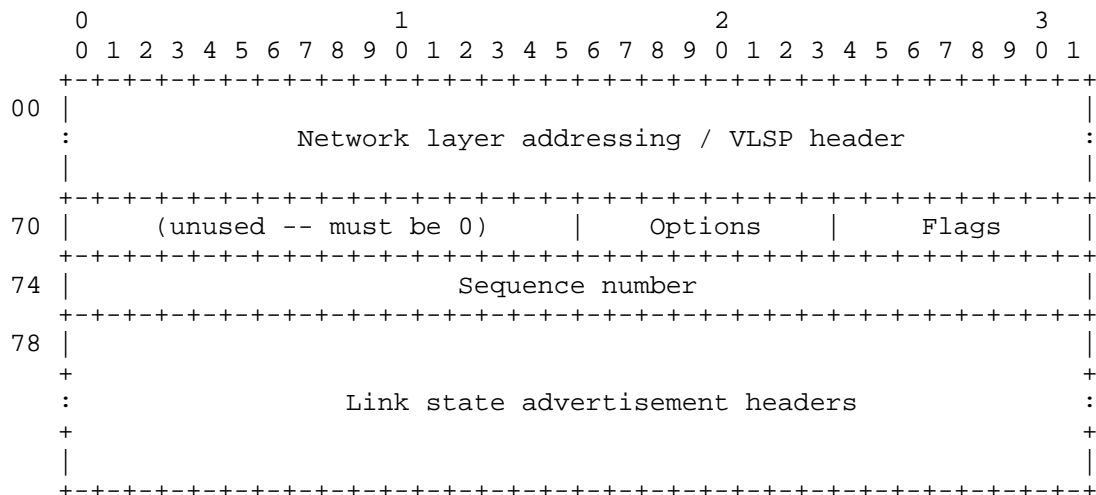 0                   1                   2                   3
 0 1 2 3 4 5 6 7 8 9 0 1 2 3 4 5 6 7 8 9 0 1 2 3 4 5 6 7 8 9 0 1
+-+-+-+-+-+-+-+-+-+-+-+-+-+-+-+-+-+-+-+-+-+-+-+-+-+-+-+-+-+-+-+-+
00 |                                                               |
:              Network layer addressing / VLSP header           :
|                                                               |
+-+-+-+-+-+-+-+-+-+-+-+-+-+-+-+-+-+-+-+-+-+-+-+-+-+-+-+-+-+-+-+-+
70 |     (unused -- must be 0)     |    Options    |     Flags     |
+-+-+-+-+-+-+-+-+-+-+-+-+-+-+-+-+-+-+-+-+-+-+-+-+-+-+-+-+-+-+-+-+
74 |                        Sequence number                        |
+-+-+-+-+-+-+-+-+-+-+-+-+-+-+-+-+-+-+-+-+-+-+-+-+-+-+-+-+-+-+-+-+
78 |                                                               |
+                                                               +
:                 Link state advertisement headers              :
+                                                               +
|                                                               |
+-+-+-+-+-+-+-+-+-+-+-+-+-+-+-+-+-+-+-+-+-+-+-+-+-+-+-+-+-+-+-+-+